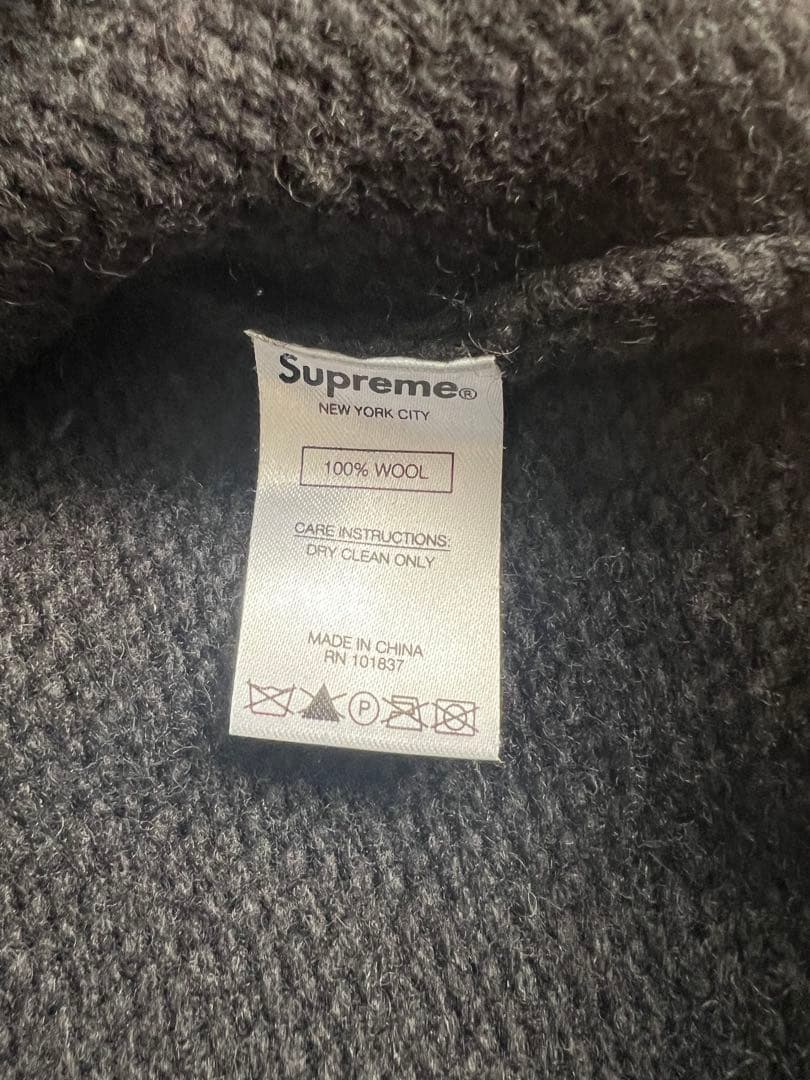 Supreme®
NEW YORK CITY
100% WOOL
CARE INSTRUCTIONS:
DRY CLEAN ONLY
MADE IN CHINA
RN 101837
P